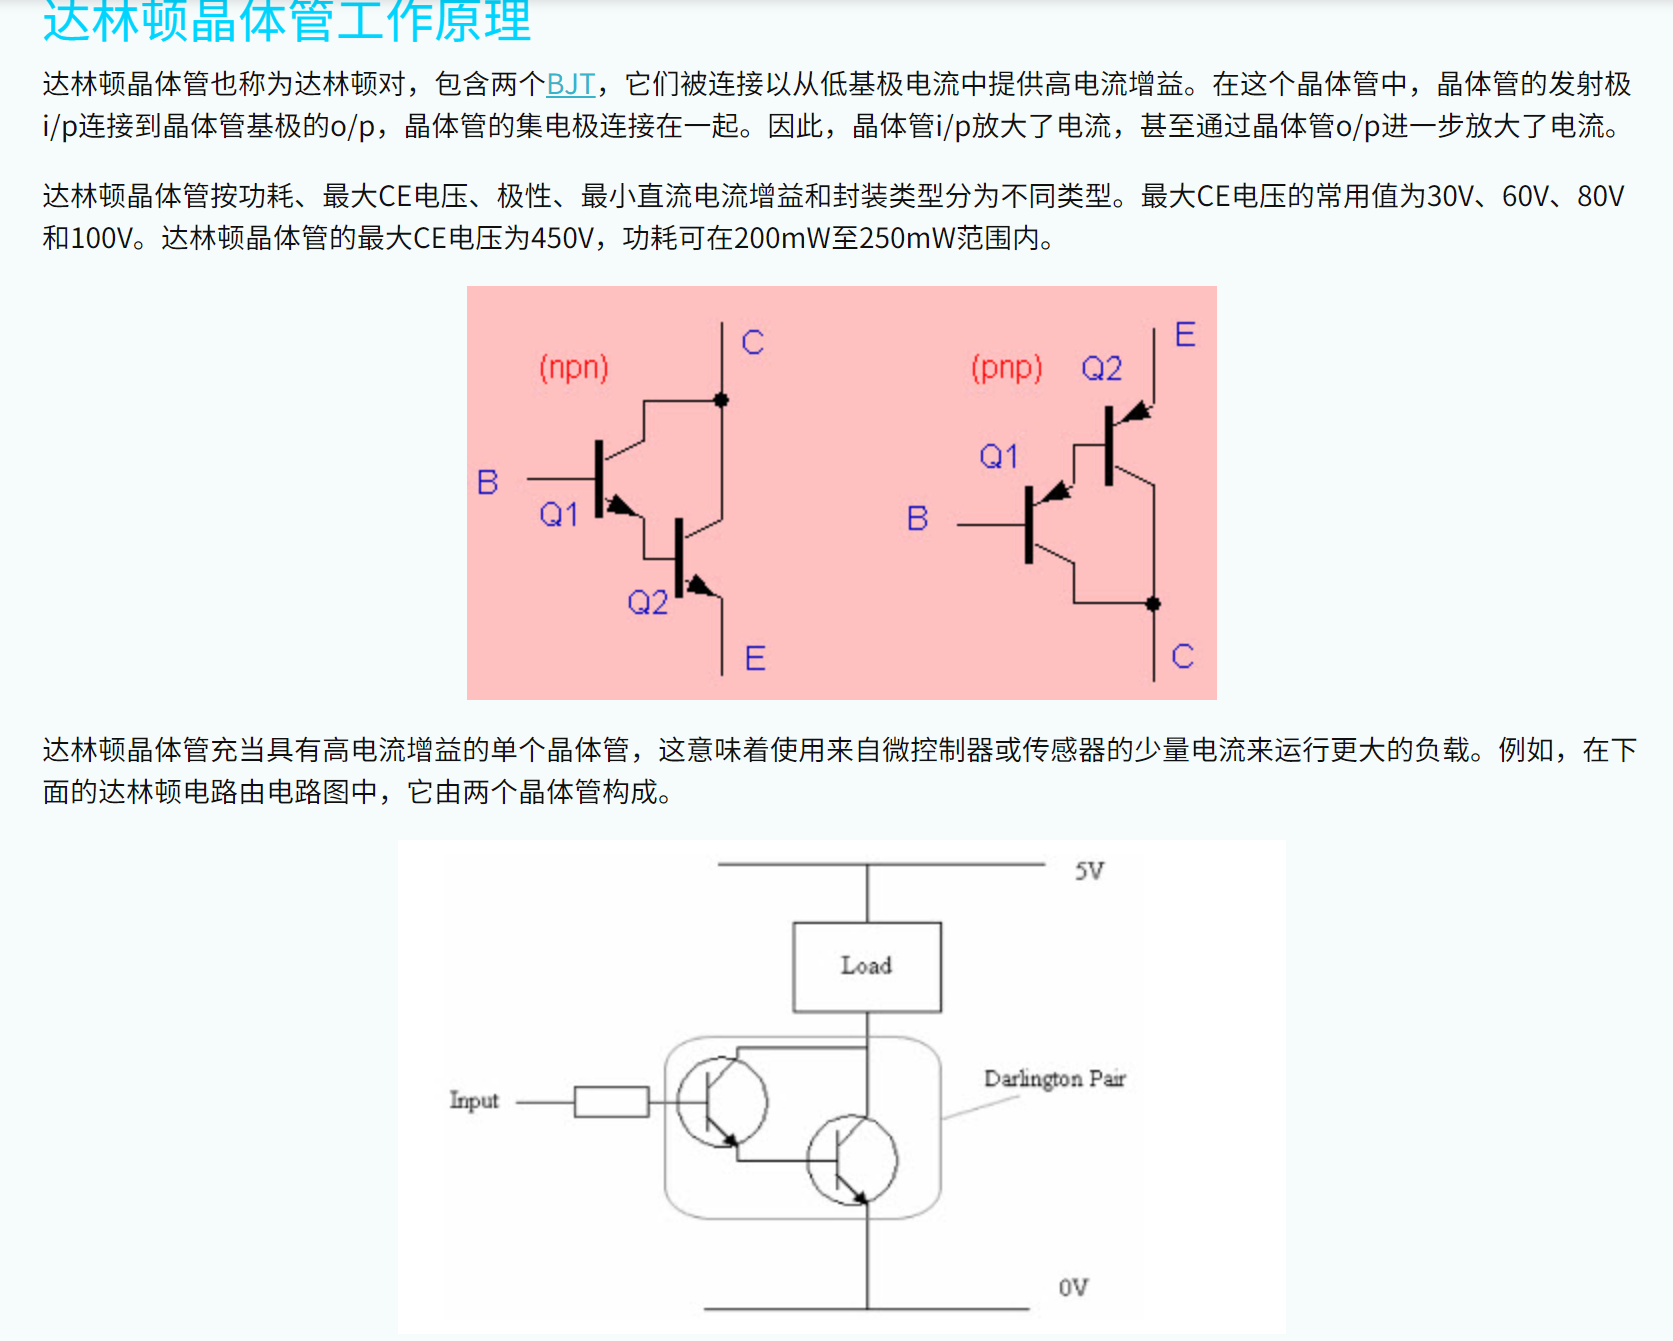 达林顿晶体管工作原理
达林顿晶体管也称为达林顿对，包含两个BJT，它们被连接以从低基极电流中提供高电流增益。在这个晶体管中，晶体管的发射极
i/p连接到晶体管基极的o/p，晶体管的集电极连接在一起。因此，晶体管i/p放大了电流，甚至通过晶体管o/p进一步放大了电流。
达林顿晶体管按功耗、最大CE电压、极性、最小直流电流增益和封装类型分为不同类型。最大CE电压的常用值为30V、60V、80V
和100V。达林顿晶体管的最大CE电压为450V，功耗可在200mW至250mW范围内。
(npn)
C
B
Q1
Q2
E
(pnp)
Q2
E
Q1
B
C
达林顿晶体管充当具有高电流增益的单个晶体管，这意味着使用来自微控制器或传感器的少量电流来运行更大的负载。例如，在下
面的达林顿电路由电路图中，它由两个晶体管构成。
5V
Load
Darlington Pair
Input
0V